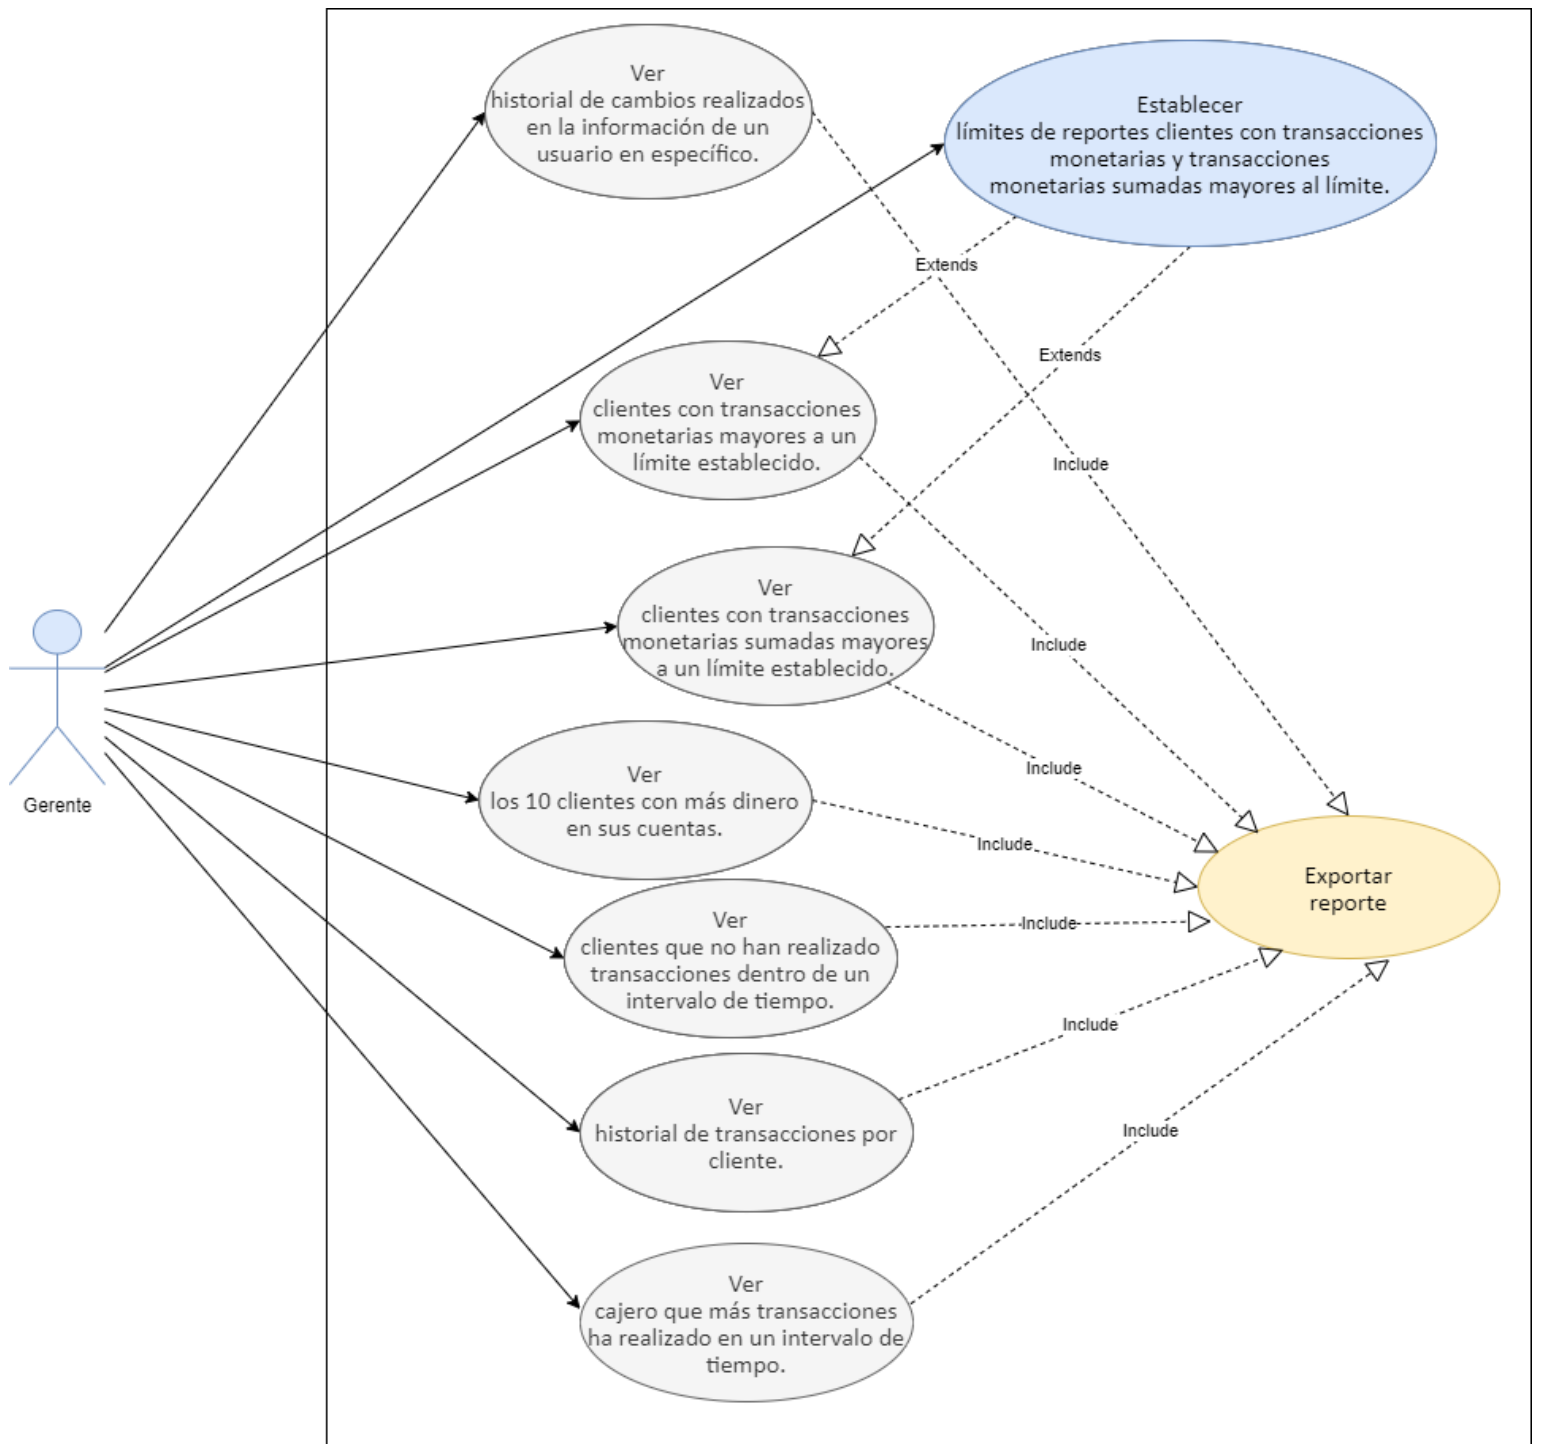 Ver
historial de cambios realizados
en la información de un
usuario en específico.
Establecer
límites de reportes clientes con transacciones
monetarias y transacciones
monetarias sumadas mayores al límite.
Extends
Extends
Ver
clientes con transacciones
monetarias mayores a un
límite establecido.
Include
Ver
clientes con transacciones
monetarias sumadas mayores
a un límite establecido.
Include
Include
Gerente
Ver
los 10 clientes con más dinero
en sus cuentas.
Include
Exportar
reporte
Ver
clientes que no han realizado
transacciones dentro de un
intervalo de tiempo.
Include
Include
Ver
historial de transacciones por
cliente.
Include
Ver
cajero que más transacciones
ha realizado en un intervalo de
tiempo.